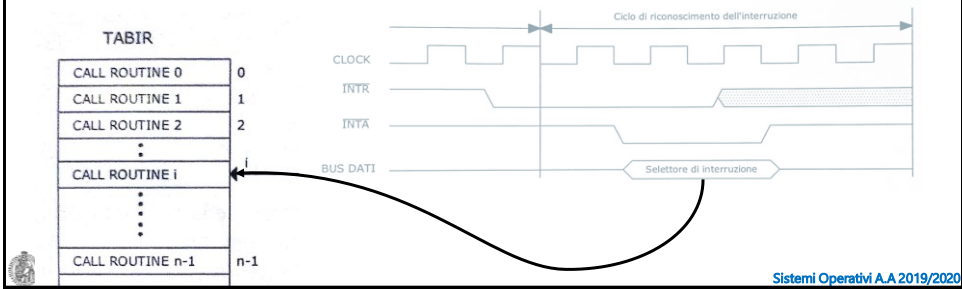 TABIR
CALL ROUTINE 0 0
CALL ROUTINE 1 1
CALL ROUTINE 2 2
CALL ROUTINE i i
CALL ROUTINE n-1 n-1
Ciclo di riconoscimento dell'interruzione
CLOCK
INTR
INTA
BUS DATI
Selettore di interruzione
Sistemi Operativi A.A 2019/2020